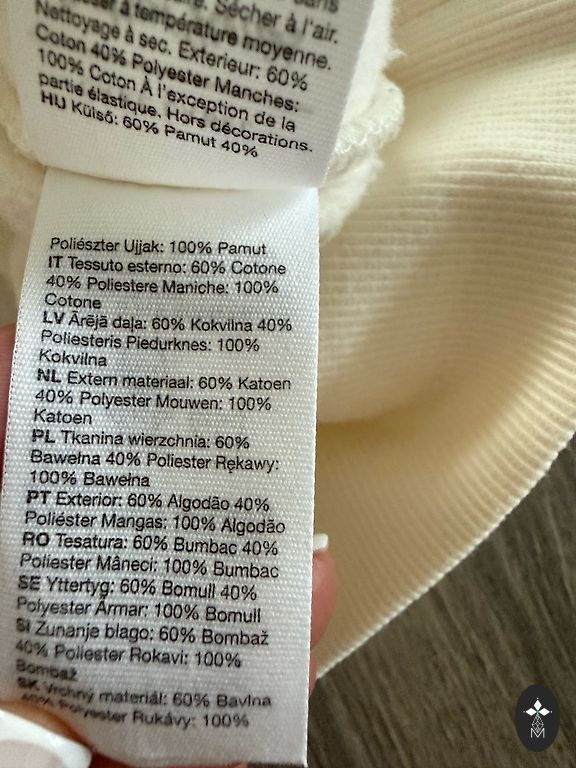 Sécher à l'air.
à température moyenne.
Nettoyage à sec. Exterieur: 60%
Coton 40% Polyester Manches:
100% Coton À l'exception de la
partie élastique. Hors décorations.
HU Külső: 60% Pamut 40%
Poliészter Ujjak: 100% Pamut
IT Tessuto esterno: 60% Cotone
40% Poliestere Maniche: 100%
Cotone
LV Ārējā daļa: 60% Kokvilna 40%
Poliesteris Piedurknes: 100%
Kokvilna
NL Extern materiaal: 60% Katoen
40% Polyester Mouwen: 100%
Katoen
PL Tkanina wierzchnia: 60%
Bawełna 40% Poliester Rękawy:
100% Bawełna
PT Exterior: 60% Algodão 40%
Poliéster Mangas: 100% Algodão
RO Tesatura: 60% Bumbac 40%
Poliester Mâneci: 100% Bumbac
SE Yttertyg: 60% Bomull 40%
Polyester Ärmar: 100% Bomull
SI Zunanje blago: 60% Bombaž
40% Poliester Rokavi: 100%
Bombaž
SK Vrchný materiál: 60% Bavlna
40% Polyester Rukávy: 100%
M